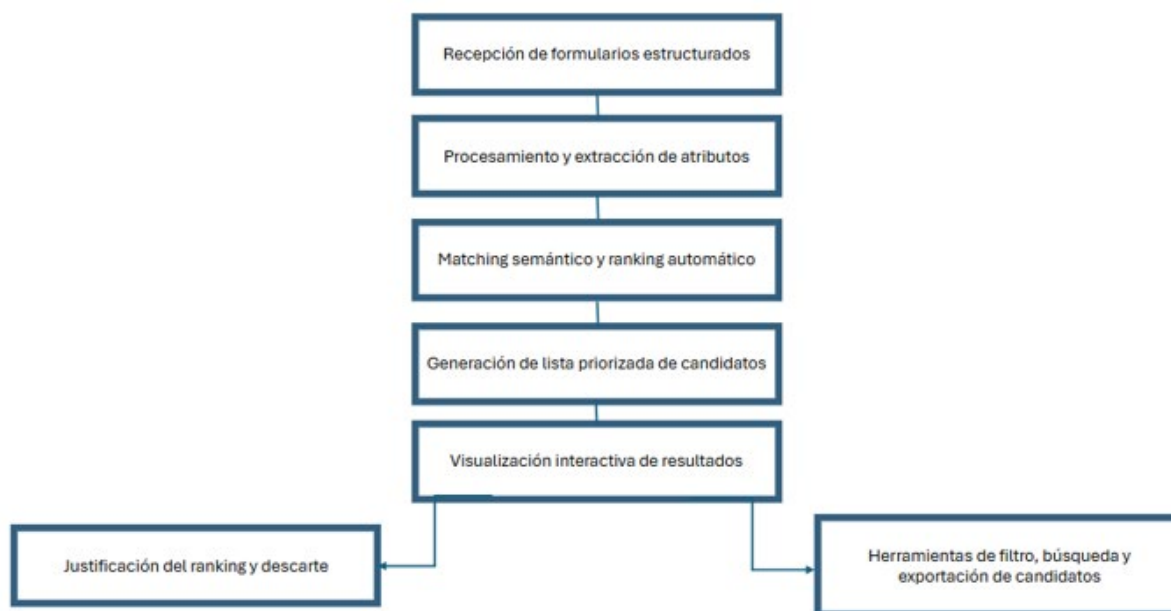 Recepción de formularios estructurados
Procesamiento y extracción de atributos
Matching semántico y ranking automático
Generación de lista priorizada de candidatos
Visualización interactiva de resultados
Justificación del ranking y descarte
Herramientas de filtro, búsqueda y
exportación de candidatos